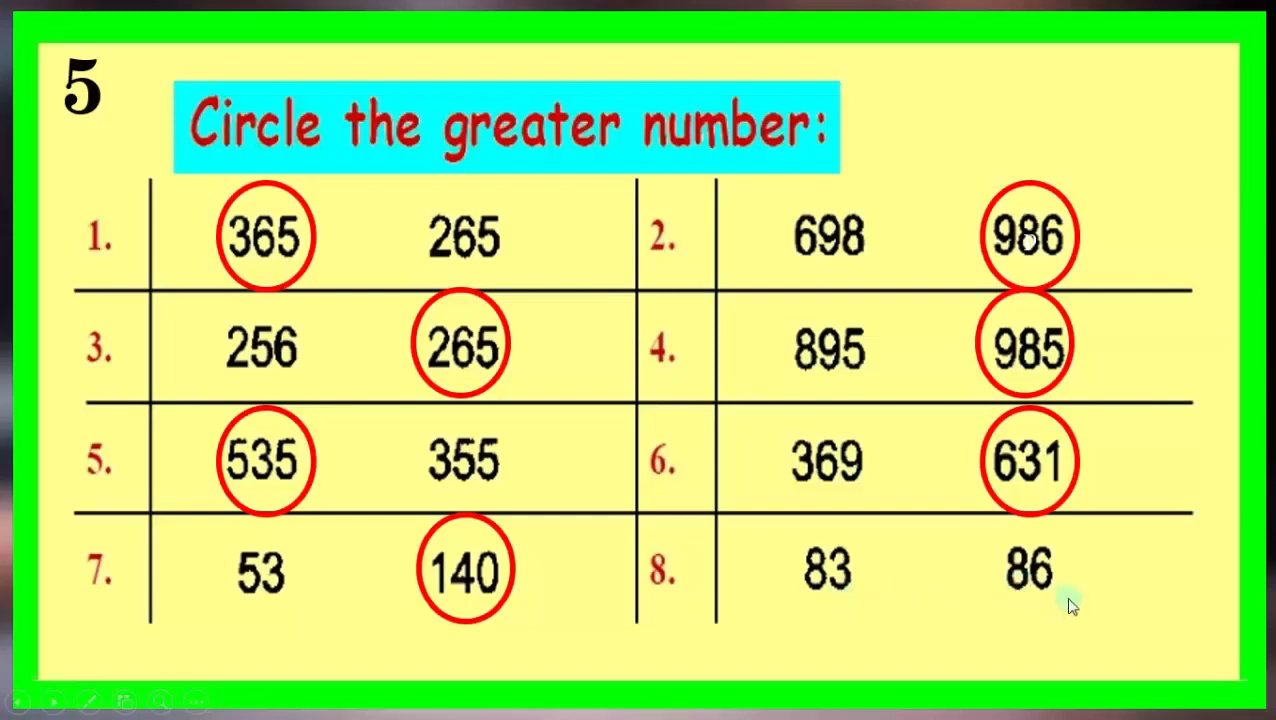 5
Circle the greater number:
1. 365 265 2. 698 986
3. 256 265 4. 895 985
5. 535 355 6. 369 631
7. 53 140 8. 83 86